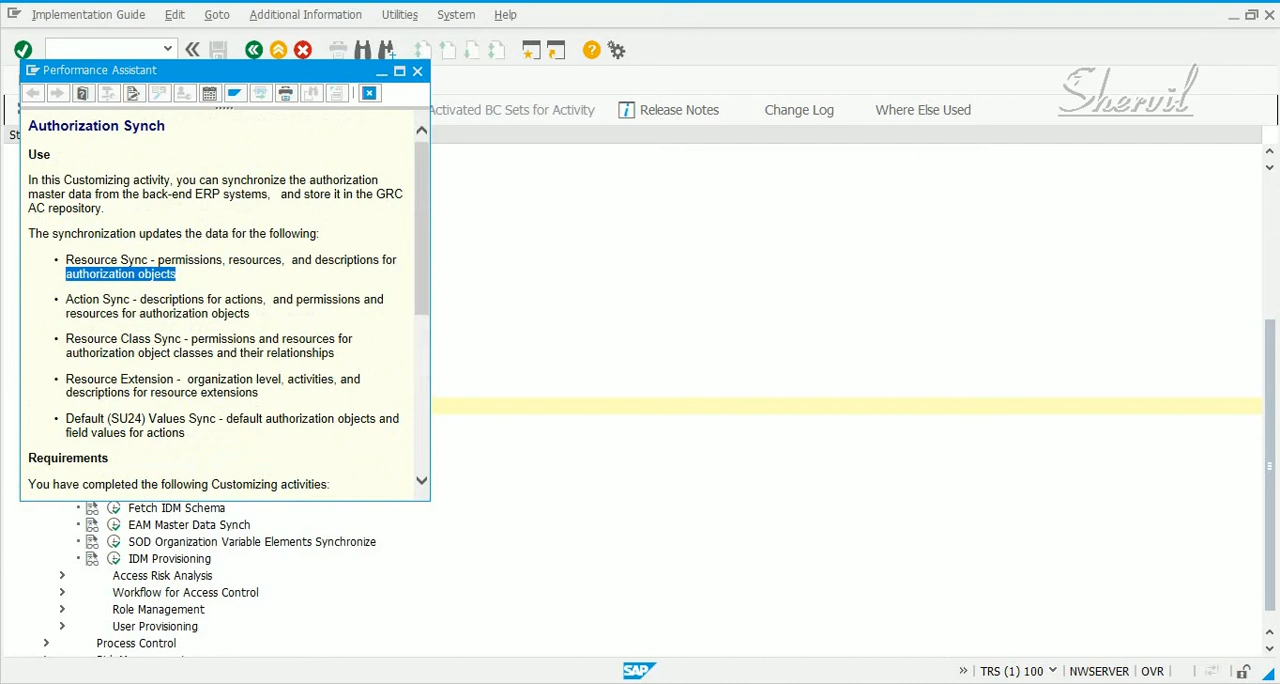 Implementation Guide Edit Goto Additional Information Utilities System Help
Performance Assistant
Activated BC Sets for Activity Release Notes Change Log Where Else Used
Shervil
St
Authorization Synch
Use
In this Customizing activity, you can synchronize the authorization
master data from the back-end ERP systems, and store it in the GRC
AC repository.
The synchronization updates the data for the following:
• Resource Sync - permissions, resources, and descriptions for
authorization objects
• Action Sync - descriptions for actions, and permissions and
resources for authorization objects
• Resource Class Sync - permissions and resources for
authorization object classes and their relationships
• Resource Extension - organization level, activities, and
descriptions for resource extensions
• Default (SU24) Values Sync - default authorization objects and
field values for actions
Requirements
You have completed the following Customizing activities:
Fetch IDM Schema
EAM Master Data Synch
SOD Organization Variable Elements Synchronize
IDM Provisioning
Access Risk Analysis
Workflow for Access Control
Role Management
User Provisioning
Process Control
SAP TRS (1) 100 NWSERVER OVR